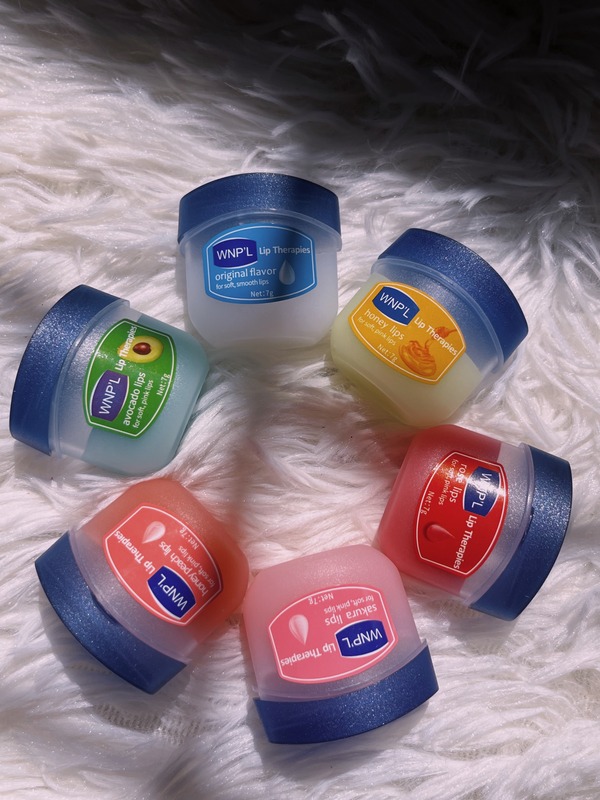 WNP'L Lip Therapies
original flavor
for soft, smooth lips
Net:7g
WNP'L Lip Therapies
honey lips
for soft, pink lips
Net:7g
WNP'L Lip Therapies
rose lips
for soft, pink lips
Net:7g
WNP'L Lip Therapies
sakura lips
for soft, pink lips
Net:7g
WNP'L Lip Therapies
honey peach lips
for soft, pink lips
Net:7g
WNP'L Lip Therapies
avocado lips
for soft, pink lips
Net:7g